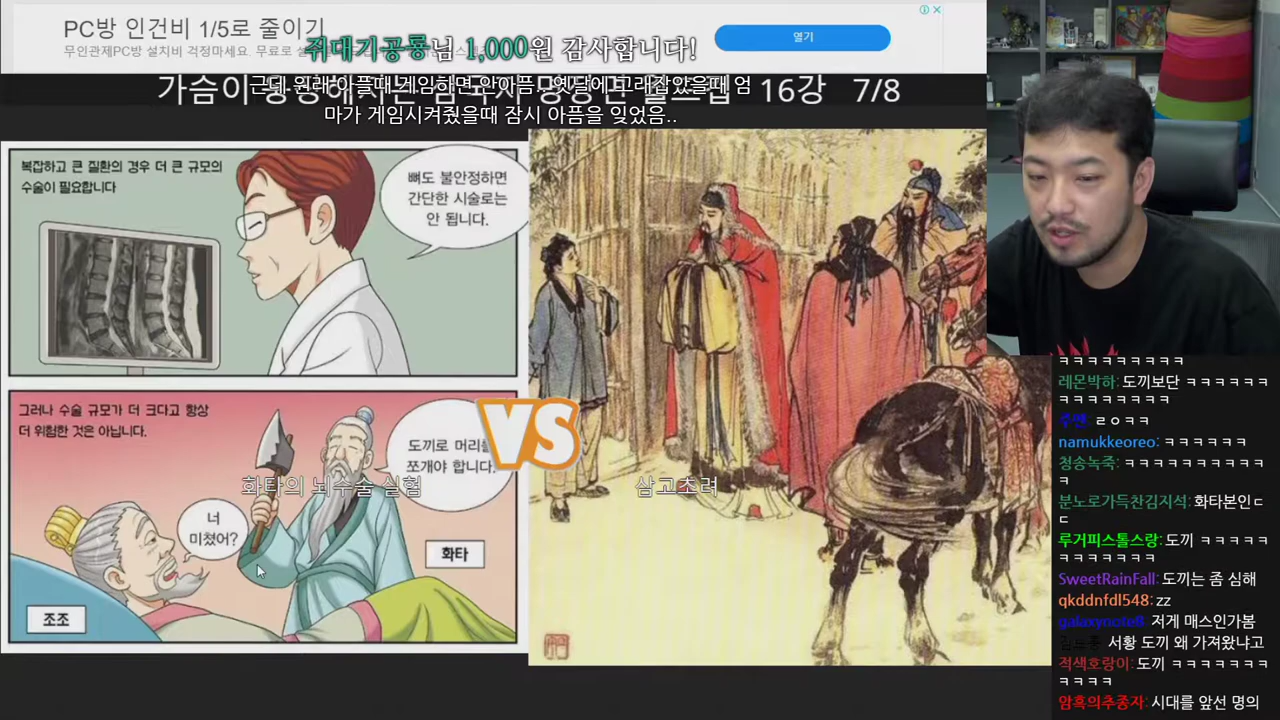 PC방 인건비 1/5로 줄이기
무인관제PC방 설치비 걱정마세요
열기
쥐대기공룡님 1,000원 감사합니다!
16강 7/8
마가 게임시켜줬을때 잠시 아픔을 잊었음..
복잡하고 큰 질환의 경우 더 큰 규모의
수술이 필요합니다
뼈도 불안정하면
간단한 시술로는
안 됩니다.
그러나 수술 규모가 더 크다고 항상
더 위험한 것은 아닙니다.
도끼로 머리를
쪼개야 합니다.
너
미쳤어?
화타
조조
화타의 뇌수술 실험
VS
삼고초려
ㅋㅋㅋㅋㅋㅋㅋㅋㅋ
레몬박하: 도끼보단 ㅋㅋㅋㅋㅋㅋ
ㅋㅋㅋㅋㅋㅋㅋㅋ
루삔: ㄹㅇㅋㅋ
namukkeoreo: ㅋㅋㅋㅋㅋㅋ
청송녹죽: ㅋㅋㅋㅋㅋㅋㅋㅋㅋㅋ
ㅋ
분노로가득찬김지석: 화타본인ㄷ
ㄷ
루거피스톨스랑: 도끼 ㅋㅋㅋㅋㅋ
ㅋㅋㅋㅋㅋㅋㅋ
SweetRainFall: 도끼는 좀 심해
qkddnfdl548: zz
galaxynote8: 저게 매스인가봄
서황 도끼 왜 가져왔냐고
적색호랑이: 도끼 ㅋㅋㅋㅋㅋㅋㅋ
ㅋㅋㅋㅋ
암흑의추종자: 시대를 앞선 명의